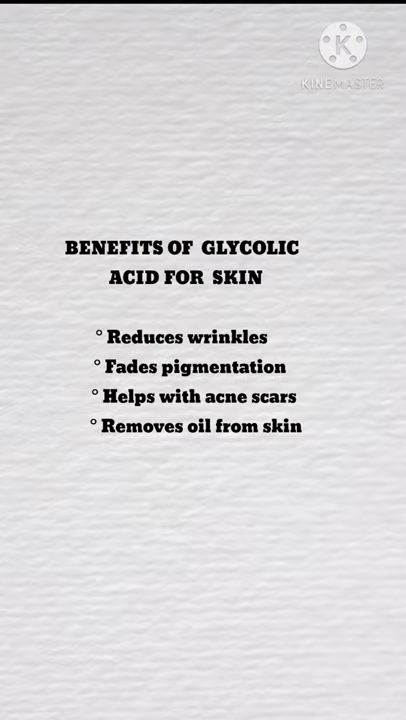 K
KINEMASTER
BENEFITS OF GLYCOLIC
ACID FOR SKIN
° Reduces wrinkles
° Fades pigmentation
° Helps with acne scars
° Removes oil from skin